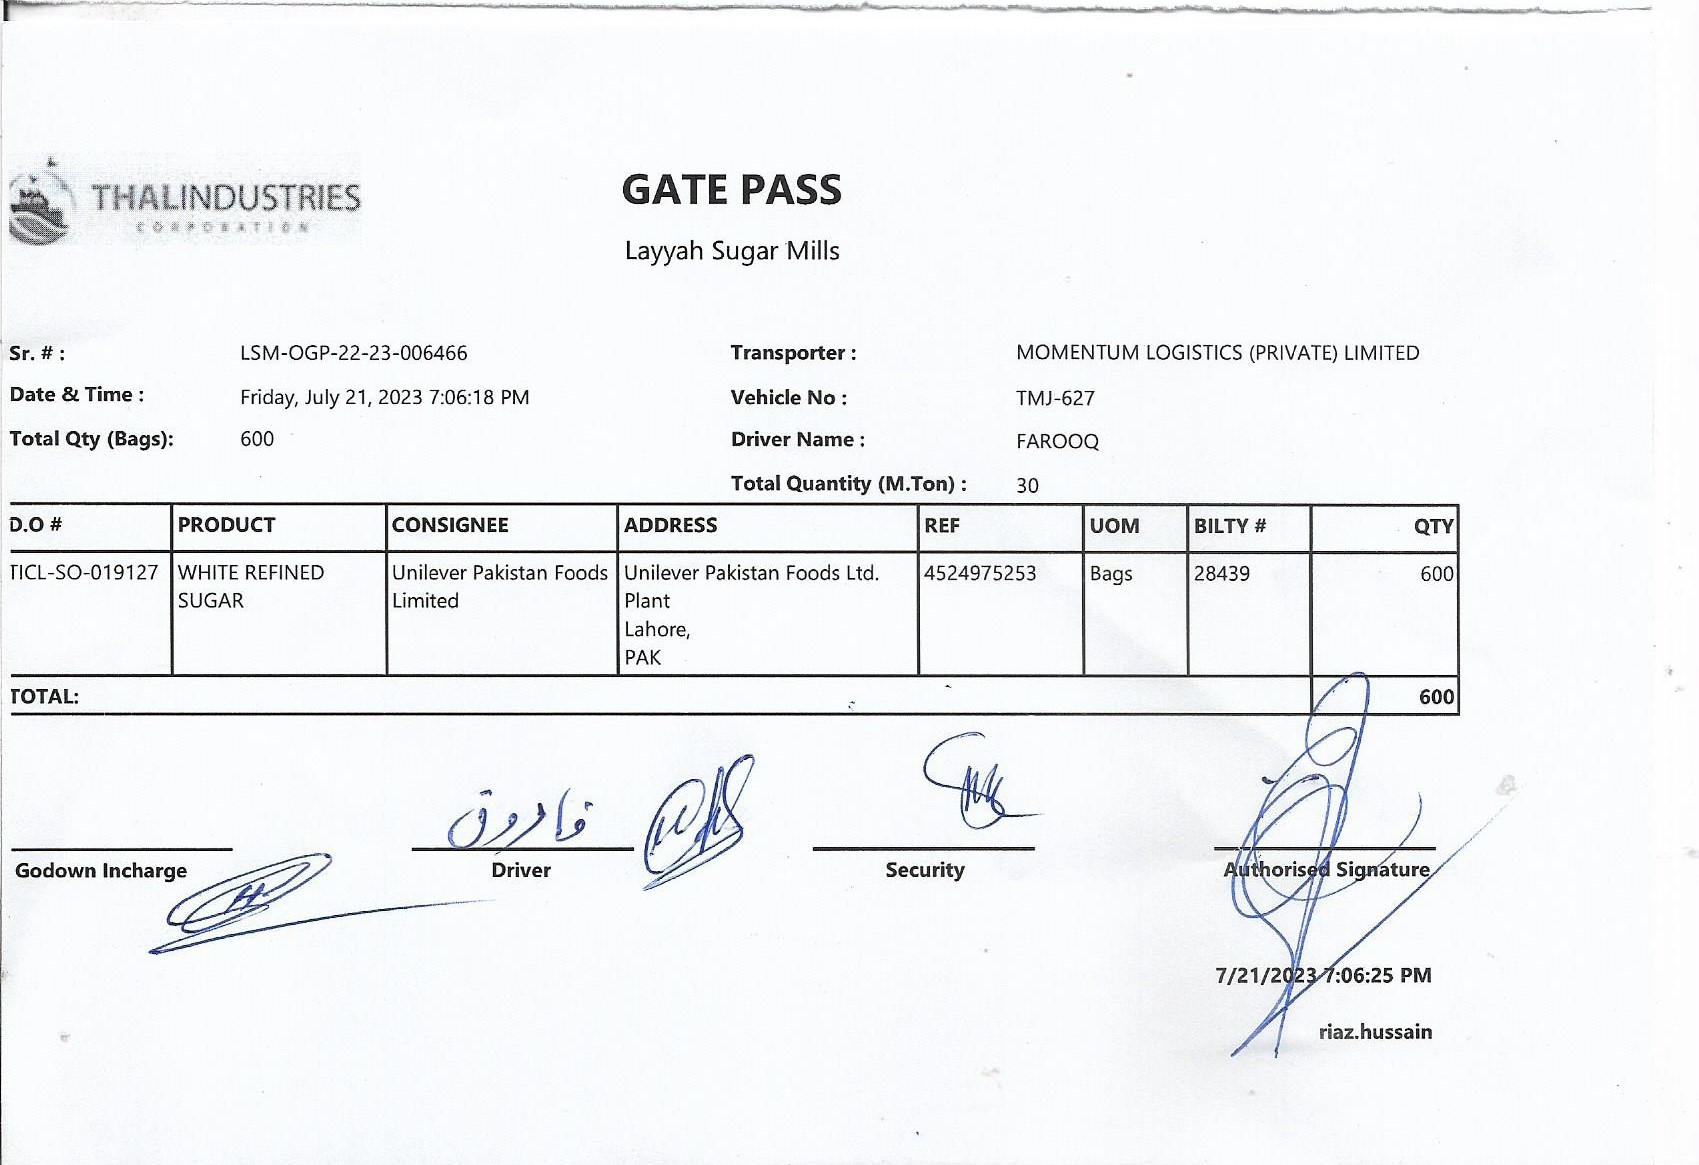 THALINDUSTRIES
CORPORATION
GATE PASS
Layyah Sugar Mills
Sr. # : LSM-OGP-22-23-006466 Transporter : MOMENTUM LOGISTICS (PRIVATE) LIMITED
Date & Time : Friday, July 21, 2023 7:06:18 PM Vehicle No : TMJ-627
Total Qty (Bags): 600 Driver Name : FAROOQ
Total Quantity (M.Ton) : 30
D.O # PRODUCT CONSIGNEE ADDRESS REF UOM BILTY # QTY
TICL-SO-019127 WHITE REFINED Unilever Pakistan Foods Unilever Pakistan Foods Ltd. 4524975253 Bags 28439 600
SUGAR Limited Plant
Lahore,
PAK
TOTAL: 600
فاروق
Godown Incharge Driver Security Authorised Signature
7/21/2023 7:06:25 PM
riaz.hussain